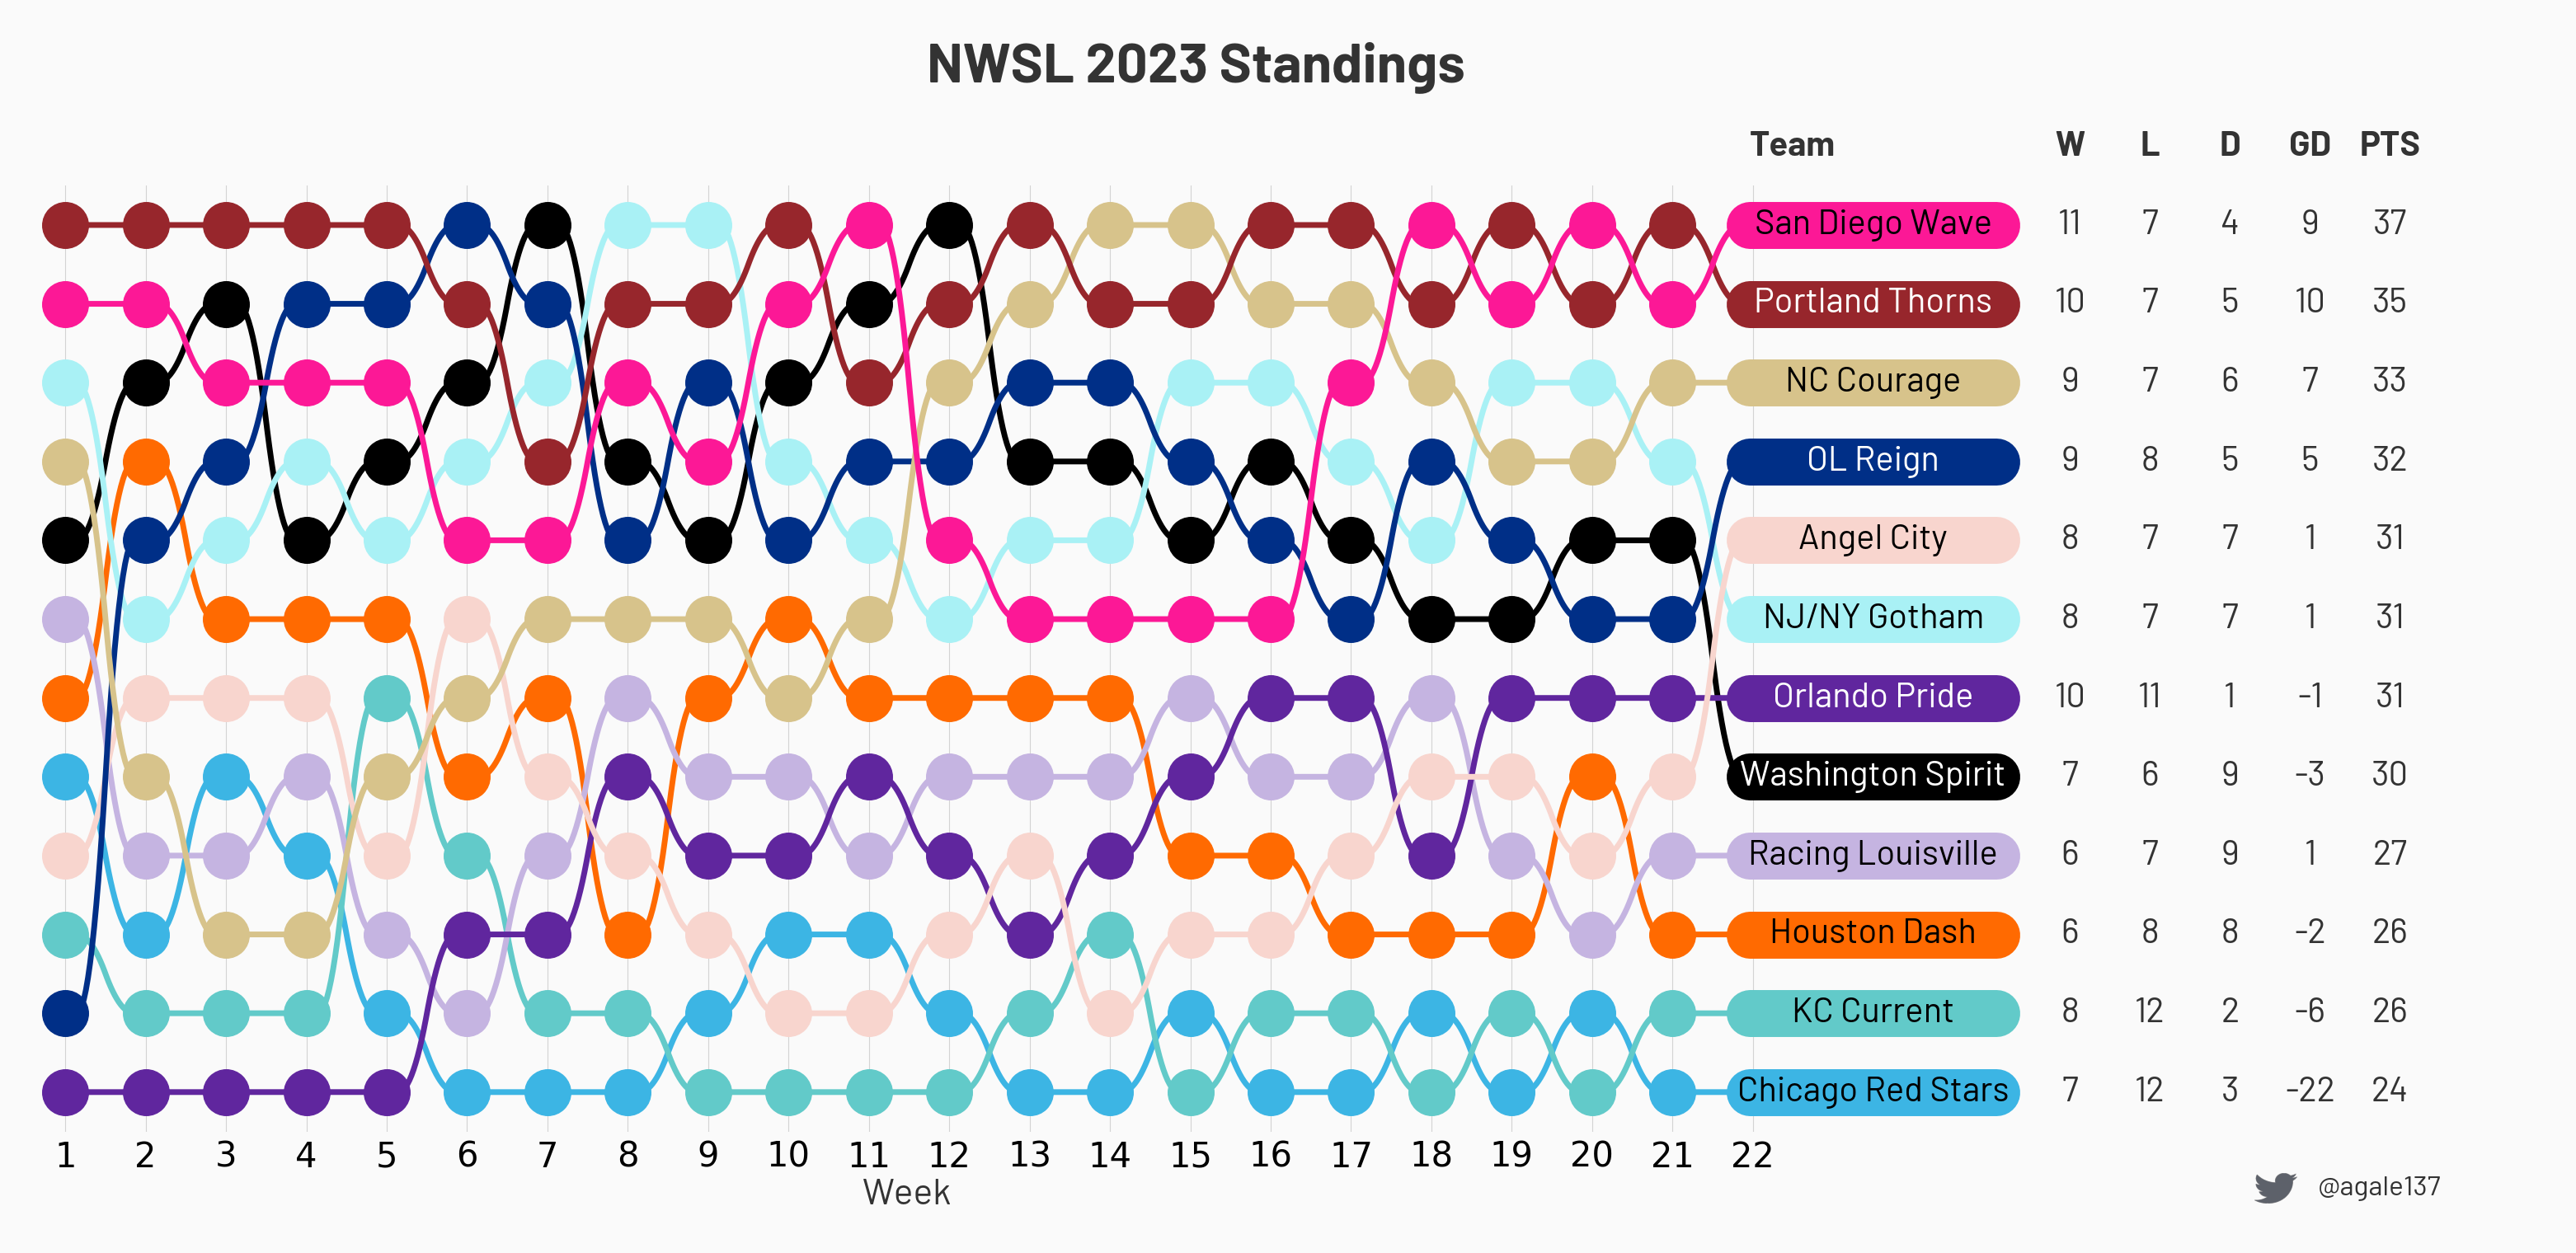 NWSL 2023 Standings
Team W L D GD PTS
San Diego Wave 11 7 4 9 37
Portland Thorns 10 7 5 10 35
NC Courage 9 7 6 7 33
OL Reign 9 8 5 5 32
Angel City 8 7 7 1 31
NJ/NY Gotham 8 7 7 1 31
Orlando Pride 10 11 1 -1 31
Washington Spirit 7 6 9 -3 30
Racing Louisville 6 7 9 1 27
Houston Dash 6 8 8 -2 26
KC Current 8 12 2 -6 26
Chicago Red Stars 7 12 3 -22 24
1 2 3 4 5 6 7 8 9 10 11 12 13 14 15 16 17 18 19 20 21 22
Week
@agale137